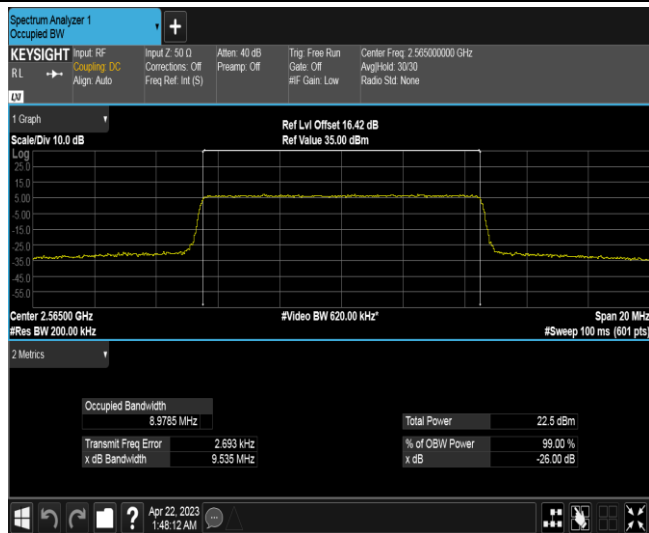 Spectrum Analyzer 1
Occupied BW
+
KEYSIGHT Input: RF Input Z: 50 Ω Atten: 40 dB Trig: Free Run Center Freq: 2.565000000 GHz
RL Coupling: DC Corrections: Off Preamp: Off Gate: Off Avg|Hold: 30/30
Align: Auto Freq Ref: Int (S) #IF Gain: Low Radio Std: None
LXI
1 Graph
Ref Lvl Offset 16.42 dB
Scale/Div 10.0 dB Ref Value 35.00 dBm
Log
25.0
15.0
5.00
-5.00
-15.0
-25.0
-35.0
-45.0
-55.0
Center 2.56500 GHz #Video BW 620.00 kHz* Span 20 MHz
#Res BW 200.00 kHz #Sweep 100 ms (601 pts)
2 Metrics
Occupied Bandwidth
8.9785 MHz Total Power 22.5 dBm
Transmit Freq Error 2.693 kHz % of OBW Power 99.00 %
x dB Bandwidth 9.535 MHz x dB -26.00 dB
? Apr 22, 2023
1:48:12 AM